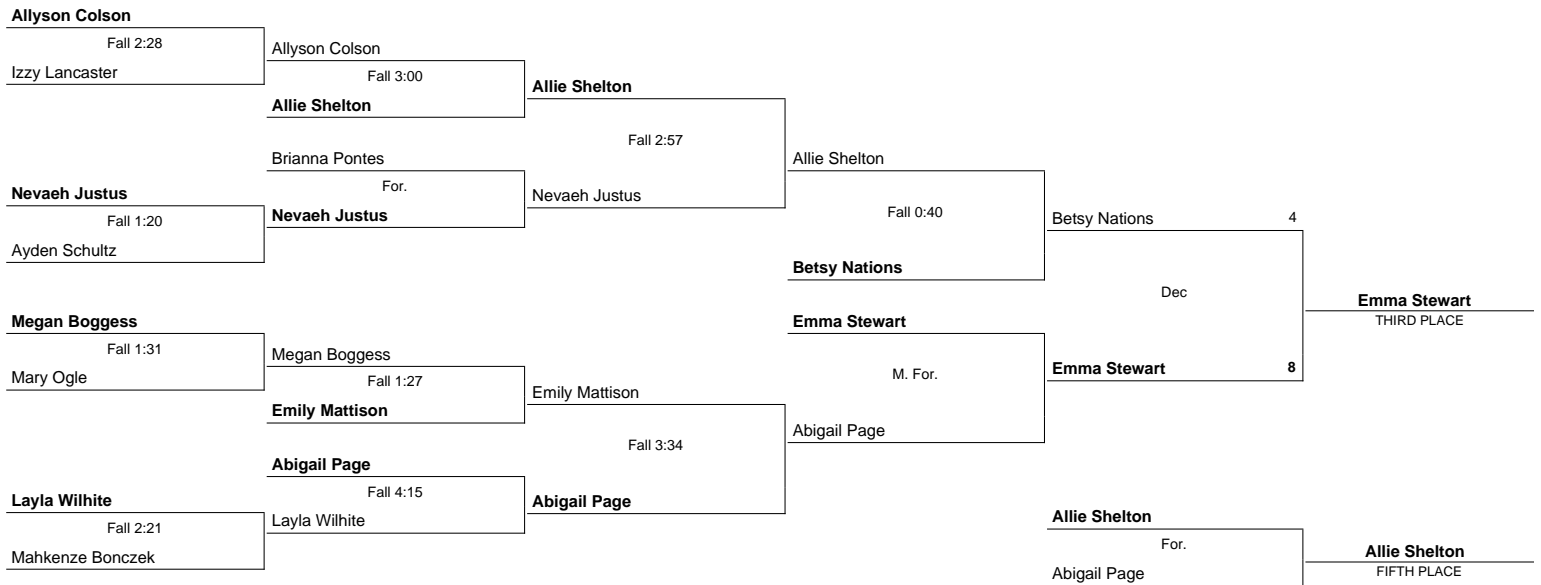 Allyson Colson
Fall 2:28
Izzy Lancaster
Nevaeh Justus
Fall 1:20
Ayden Schultz
Megan Boggess
Fall 1:31
Mary Ogle
Layla Wilhite
Fall 2:21
Mahkenze Bonczek
Allyson Colson
Fall 3:00
Allie Shelton
Brianna Pontes
For.
Nevaeh Justus
Megan Boggess
Fall 1:27
Emily Mattison
Abigail Page
Fall 4:15
Layla Wilhite
Allie Shelton
Fall 2:57
Nevaeh Justus
Emily Mattison
Fall 3:34
Abigail Page
Allie Shelton
Fall 0:40
Betsy Nations
Emma Stewart
M. For.
Abigail Page
Betsy Nations 4
Dec
Emma Stewart 8
Emma Stewart
THIRD PLACE
Allie Shelton
For.
Abigail Page
Allie Shelton
FIFTH PLACE